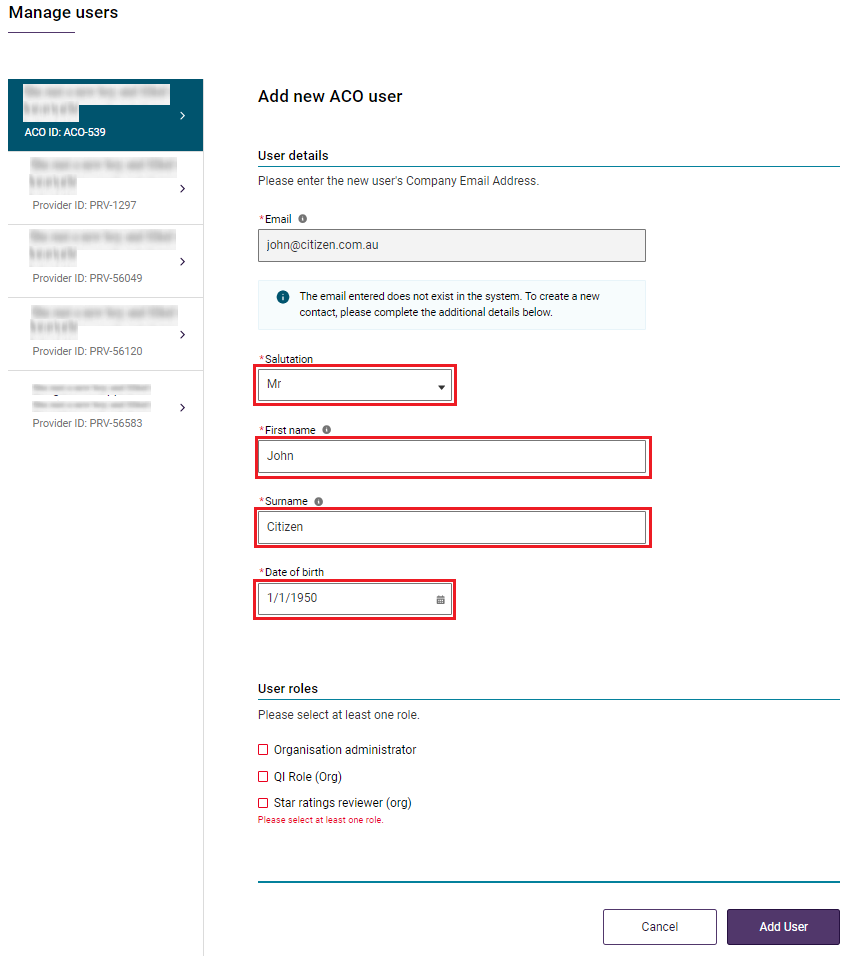 Manage users
ACO ID: ACO-539
Provider ID: PRV-1297
Provider ID: PRV-56049
Provider ID: PRV-56120
Provider ID: PRV-56583
Add new ACO user
User details
Please enter the new user's Company Email Address.
*Email
john@citizen.com.au
The email entered does not exist in the system. To create a new
contact, please complete the additional details below.
*Salutation
Mr
*First name
John
*Surname
Citizen
*Date of birth
1/1/1950
User roles
Please select at least one role.
Organisation administrator
QI Role (Org)
Star ratings reviewer (org)
Please select at least one role.
Cancel
Add User